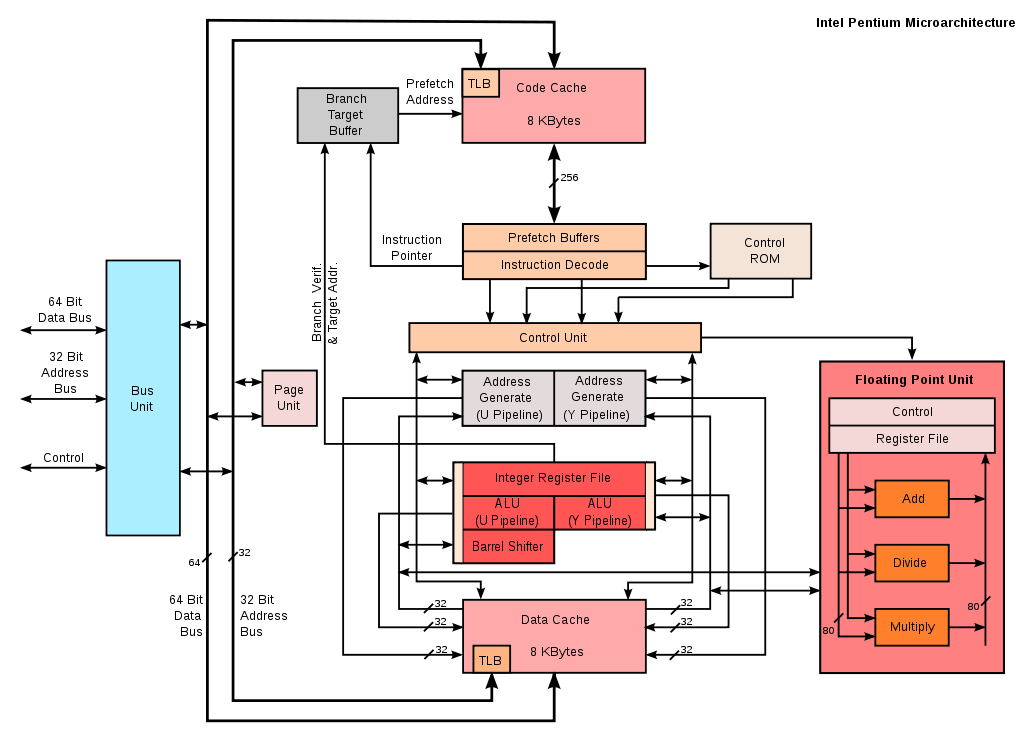 Intel Pentium Microarchitecture
TLB
Code Cache
8 KBytes
Prefetch
Address
Branch
Target
Buffer
256
Instruction
Pointer
Prefetch Buffers
Instruction Decode
Control
ROM
Branch Verif.
& Target Addr.
64 Bit
Data Bus
32 Bit
Address
Bus
Control
Bus
Unit
Page
Unit
Control Unit
Address
Generate
(U Pipeline)
Address
Generate
(Y Pipeline)
Integer Register File
ALU
(U Pipeline)
ALU
(Y Pipeline)
Barrel Shifter
Floating Point Unit
Control
Register File
Add
Divide
Multiply
80
80
64
32
64 Bit
Data
Bus
32 Bit
Address
Bus
32
32
32
32
32
32
Data Cache
8 KBytes
TLB